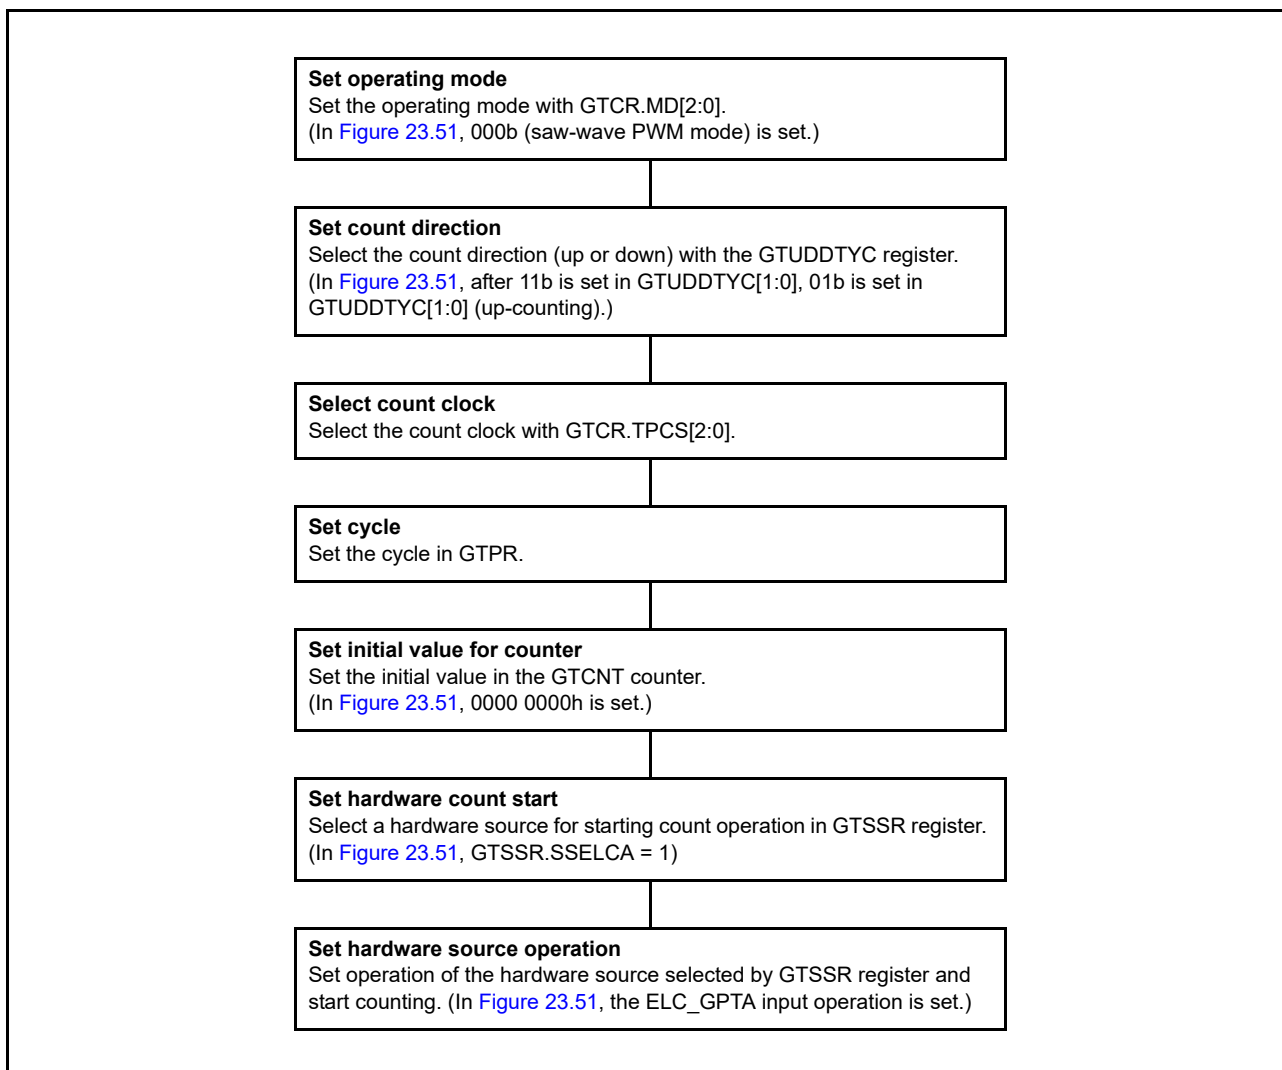 Set operating mode
Set the operating mode with GTCR.MD[2:0].
(In Figure 23.51, 000b (saw-wave PWM mode) is set.)
Set count direction
Select the count direction (up or down) with the GTUDDTYC register.
(In Figure 23.51, after 11b is set in GTUDDTYC[1:0], 01b is set in
GTUDDTYC[1:0] (up-counting).)
Select count clock
Select the count clock with GTCR.TPCS[2:0].
Set cycle
Set the cycle in GTPR.
Set initial value for counter
Set the initial value in the GTCNT counter.
(In Figure 23.51, 0000 0000h is set.)
Set hardware count start
Select a hardware source for starting count operation in GTSSR register.
(In Figure 23.51, GTSSR.SSELCA = 1)
Set hardware source operation
Set operation of the hardware source selected by GTSSR register and
start counting. (In Figure 23.51, the ELC_GPTA input operation is set.)